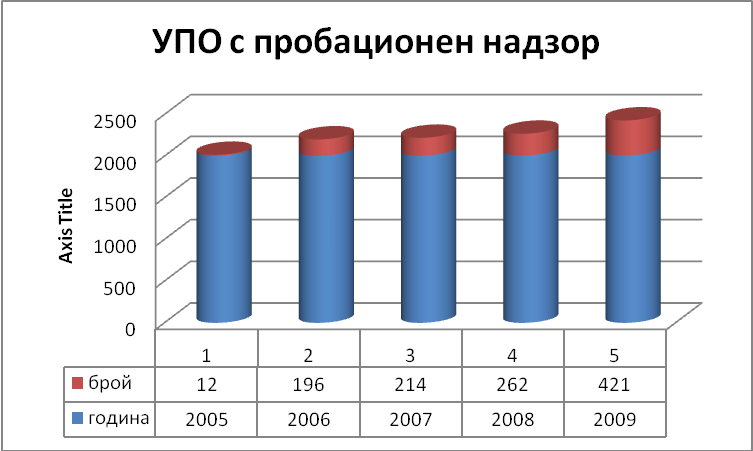 УПО с пробационен надзор
2500
2000
1500
1000
500
0
Axis Title
1 2 3 4 5
брой 12 196 214 262 421
година 2005 2006 2007 2008 2009